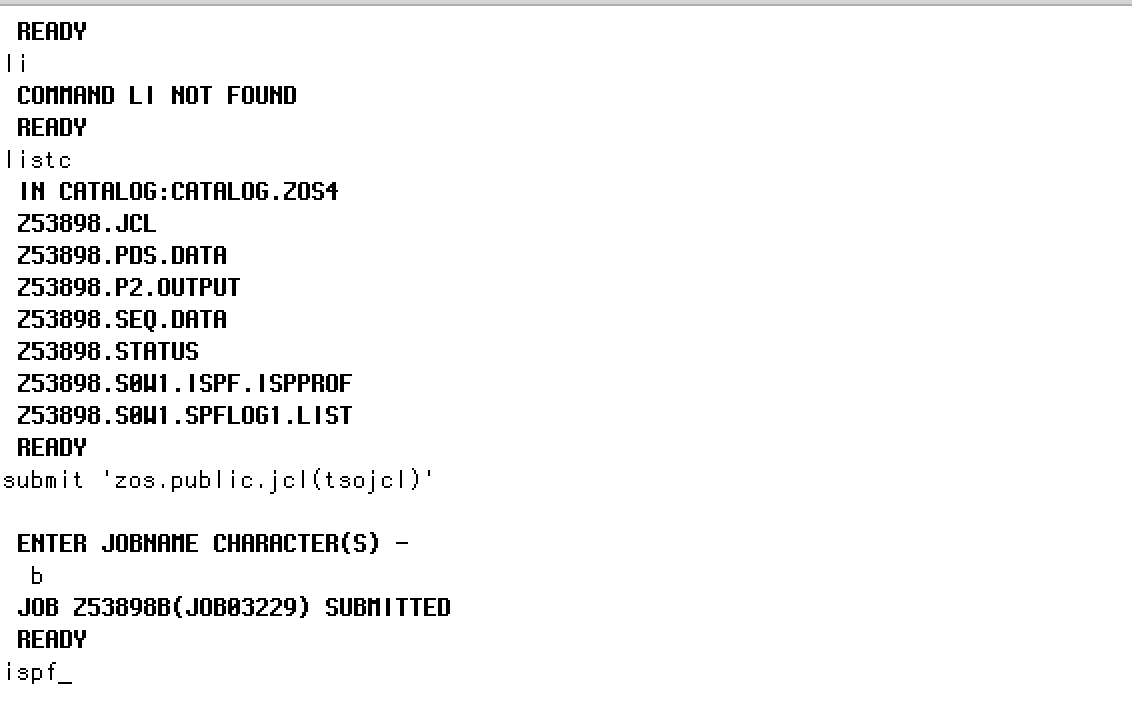 READY
li
COMMAND LI NOT FOUND
READY
listc
IN CATALOG:CATALOG.ZOS4
Z53898.JCL
Z53898.PDS.DATA
Z53898.P2.OUTPUT
Z53898.SEQ.DATA
Z53898.STATUS
Z53898.S0W1.ISPF.ISPPROF
Z53898.S0W1.SPFLOG1.LIST
READY
submit 'zos.public.jcl(tsojcl)'
ENTER JOBNAME CHARACTER(S) -
b
JOB Z53898B(JOB03229) SUBMITTED
READY
ispf_